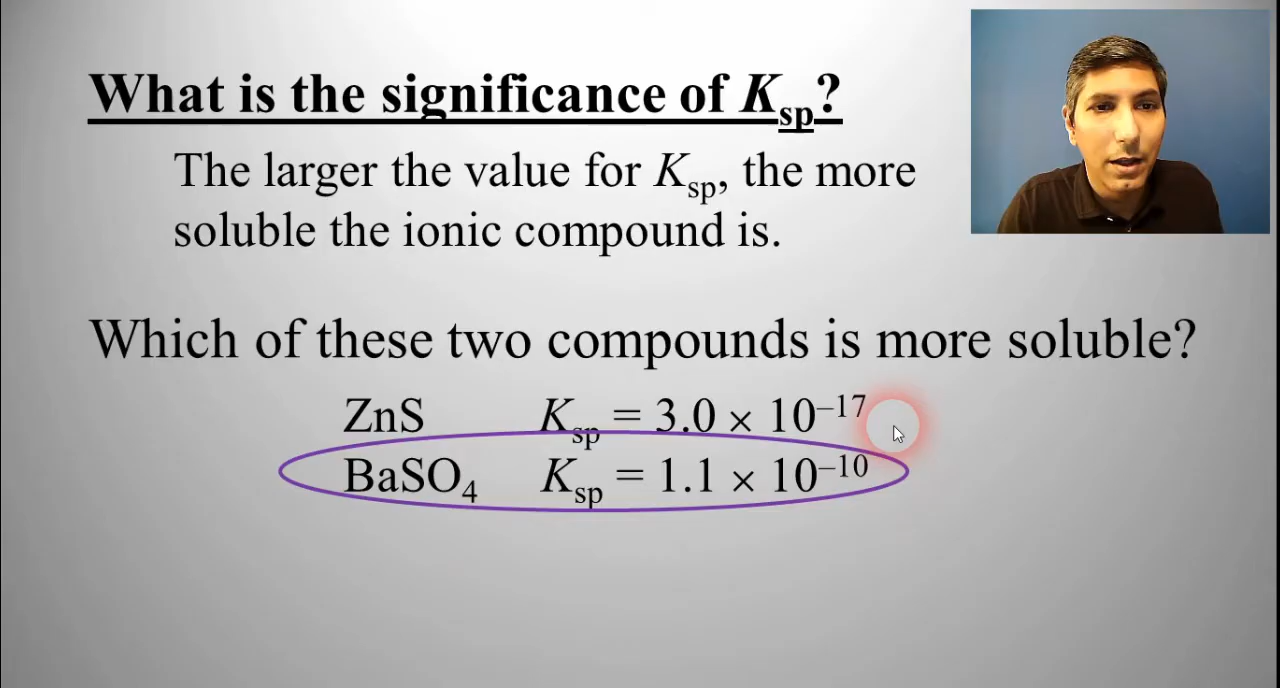 What is the significance of Ksp?
The larger the value for Ksp, the more
soluble the ionic compound is.
Which of these two compounds is more soluble?
ZnS Ksp = 3.0 × 10⁻¹⁷
BaSO₄ Ksp = 1.1 × 10⁻¹⁰